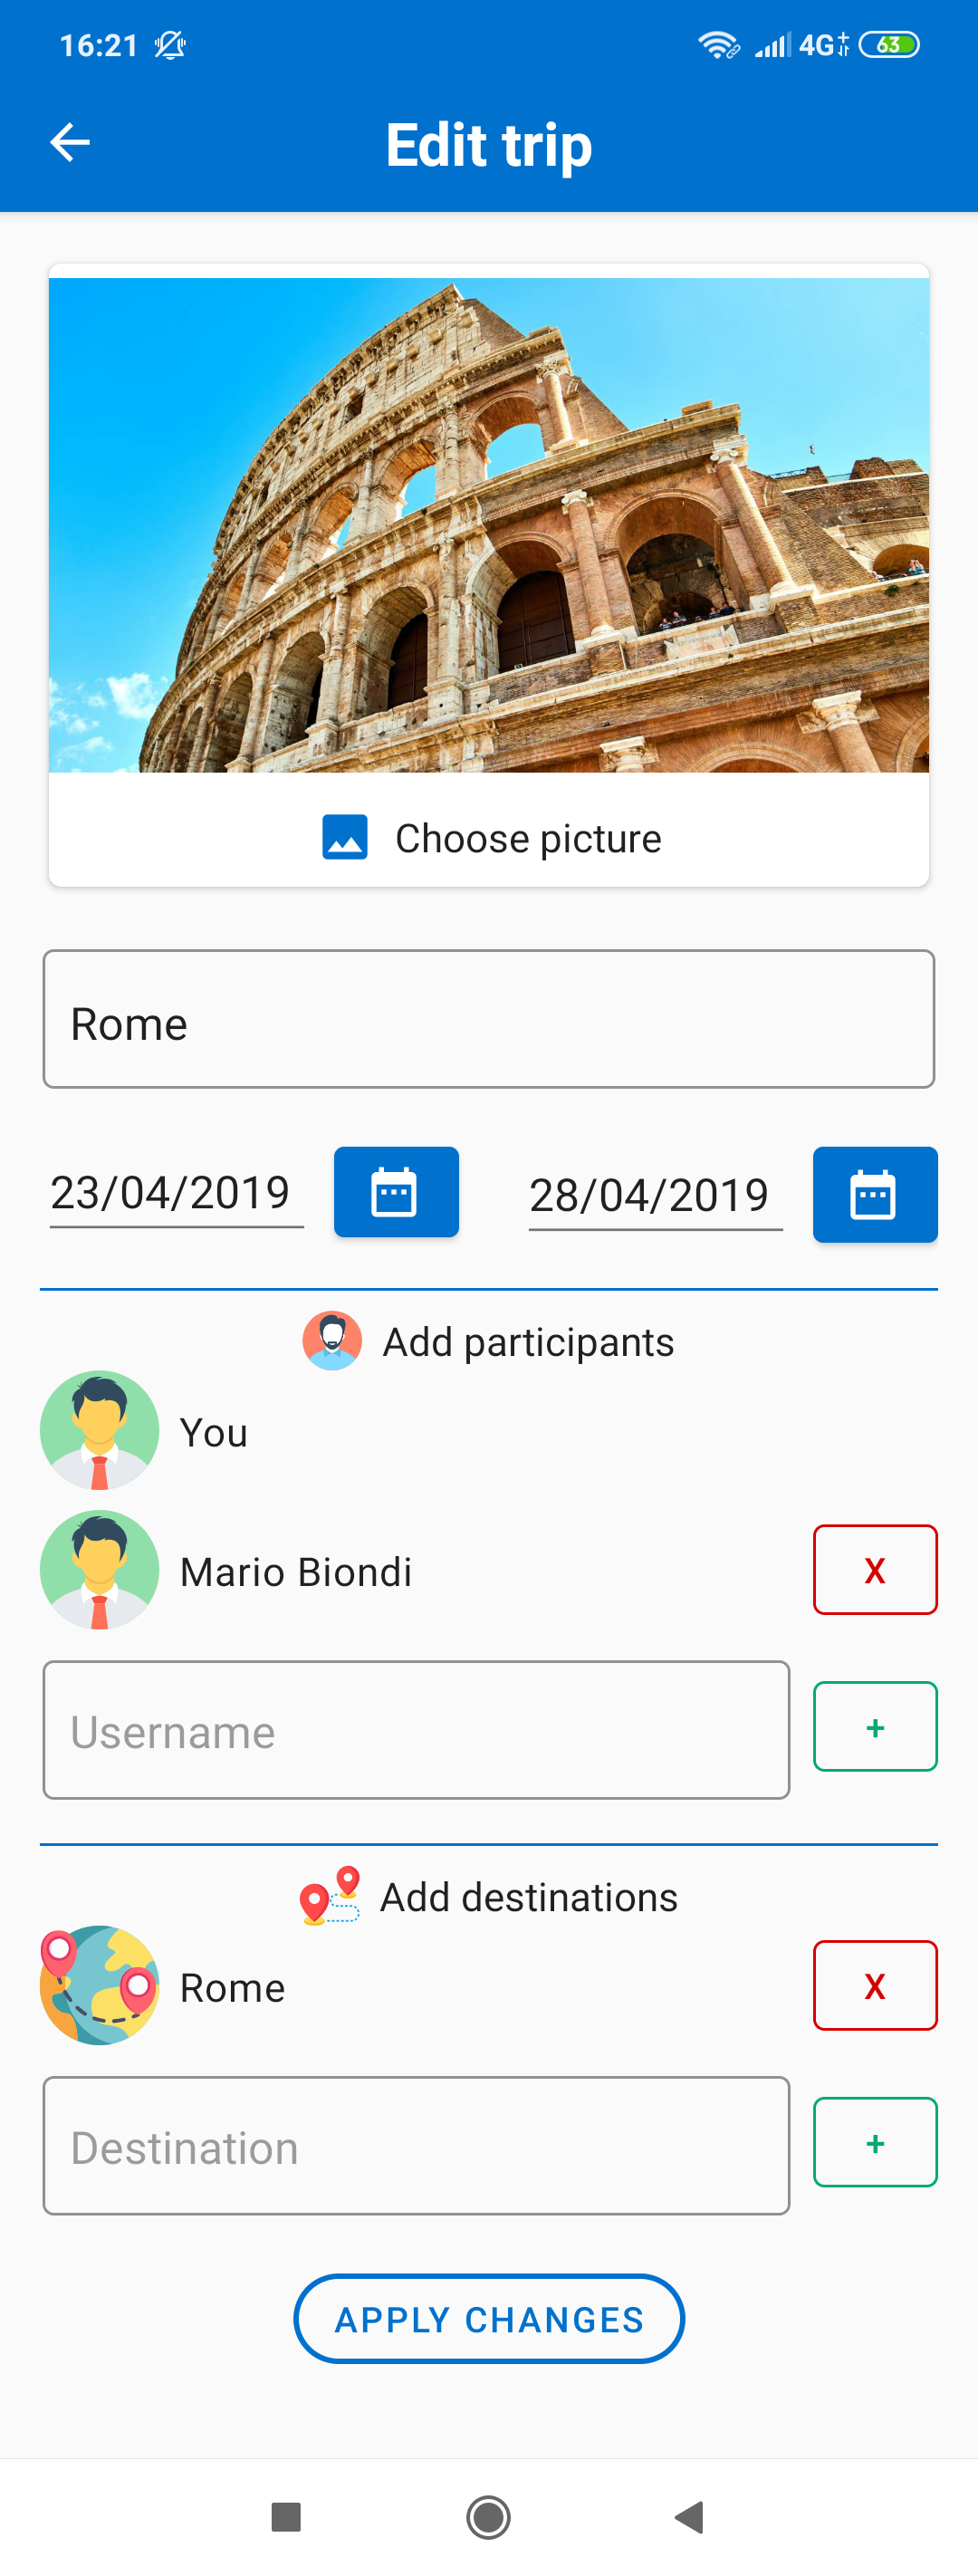 16:21 4G 63
Edit trip
Choose picture
Rome
23/04/2019 28/04/2019
Add participants
You
Mario Biondi X
Username +
Add destinations
Rome X
Destination +
APPLY CHANGES